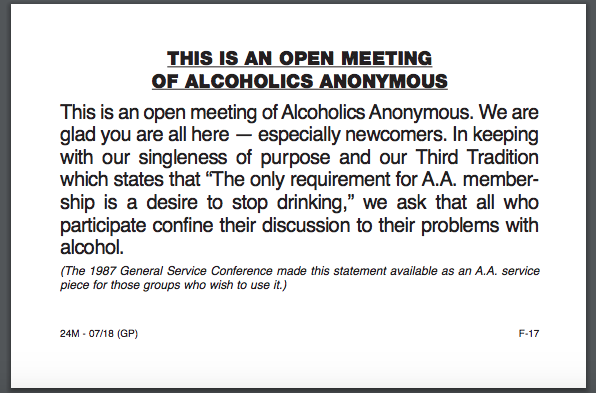 THIS IS AN OPEN MEETING
OF ALCOHOLICS ANONYMOUS
This is an open meeting of Alcoholics Anonymous. We are
glad you are all here — especially newcomers. In keeping
with our singleness of purpose and our Third Tradition
which states that “The only requirement for A.A. member-
ship is a desire to stop drinking,” we ask that all who
participate confine their discussion to their problems with
alcohol.
(The 1987 General Service Conference made this statement available as an A.A. service
piece for those groups who wish to use it.)
24M - 07/18 (GP) F-17